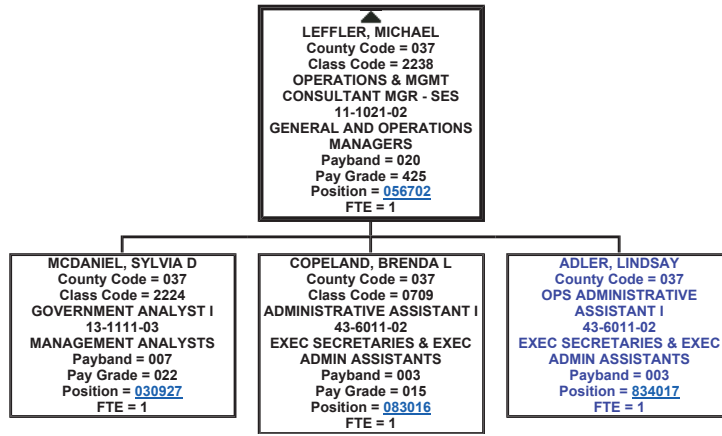 LEFFLER, MICHAEL
County Code = 037
Class Code = 2238
OPERATIONS & MGMT
CONSULTANT MGR - SES
11-1021-02
GENERAL AND OPERATIONS
MANAGERS
Payband = 020
Pay Grade = 425
Position = 056702
FTE = 1
MCDANIEL, SYLVIA D
County Code = 037
Class Code = 2224
GOVERNMENT ANALYST I
13-1111-03
MANAGEMENT ANALYSTS
Payband = 007
Pay Grade = 022
Position = 030927
FTE = 1
COPELAND, BRENDA L
County Code = 037
Class Code = 0709
ADMINISTRATIVE ASSISTANT I
43-6011-02
EXEC SECRETARIES & EXEC
ADMIN ASSISTANTS
Payband = 003
Pay Grade = 015
Position = 083016
FTE = 1
ADLER, LINDSAY
County Code = 037
OPS ADMINISTRATIVE
ASSISTANT I
43-6011-02
EXEC SECRETARIES & EXEC
ADMIN ASSISTANTS
Payband = 003
Position = 834017
FTE = 1